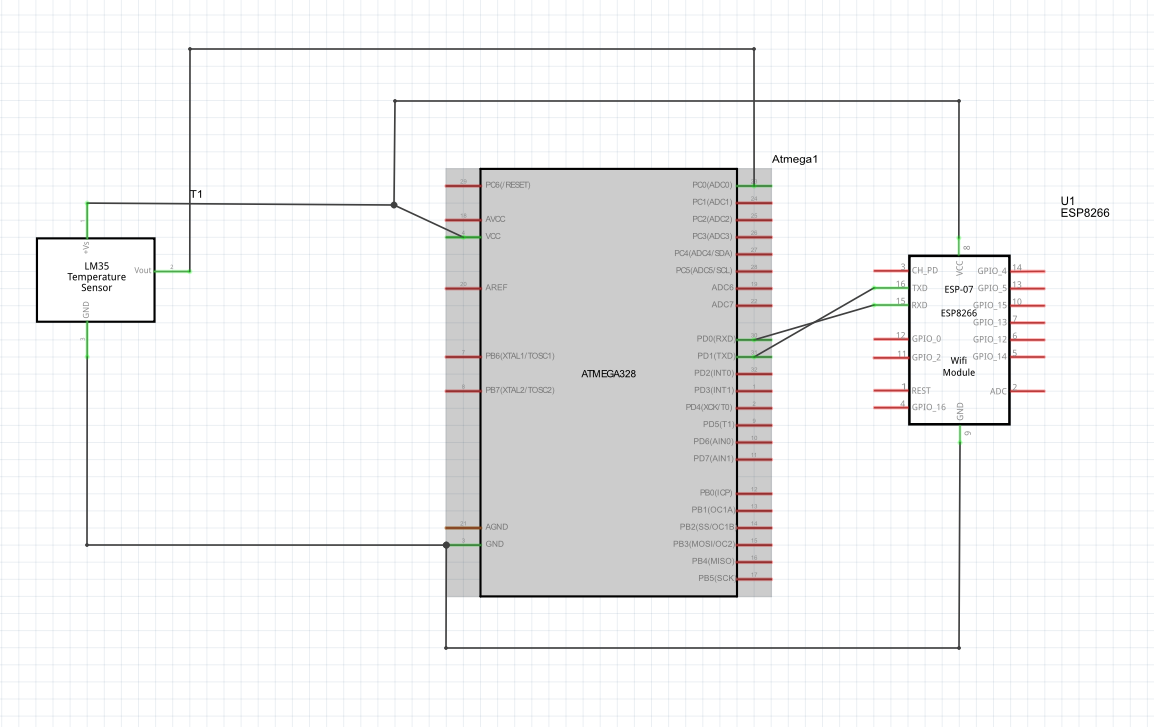 Atmega1
T1
U1
ESP8266
1
+Vs
LM35
Temperature
Sensor
Vout
2
GND
3
29
PC6(/RESET)
18
AVCC
4
VCC
20
AREF
7
PB6(XTAL1/TOSC1)
8
PB7(XTAL2/TOSC2)
21
AGND
3
GND
ATMEGA328
PC0(ADC0)
PC1(ADC1)
24
PC2(ADC2)
25
PC3(ADC3)
26
PC4(ADC4/SDA)
27
PC5(ADC5/SCL)
28
ADC6
19
ADC7
22
PD0(RXD)
30
PD1(TXD)
31
PD2(INT0)
32
PD3(INT1)
1
PD4(XCK/T0)
2
PD5(T1)
9
PD6(AIN0)
10
PD7(AIN1)
11
PB0(ICP)
12
PB1(OC1A)
13
PB2(SS/OC1B)
14
PB3(MOSI/OC2)
15
PB4(MISO)
16
PB5(SCK)
17
8
VCC
3
CH_PD
16
TXD
15
RXD
12
GPIO_0
11
GPIO_2
1
REST
4
GPIO_16
ESP-07
ESP8266
Wifi
Module
GPIO_4
14
GPIO_5
13
GPIO_15
10
GPIO_13
7
GPIO_12
6
GPIO_14
5
ADC
2
GND
9